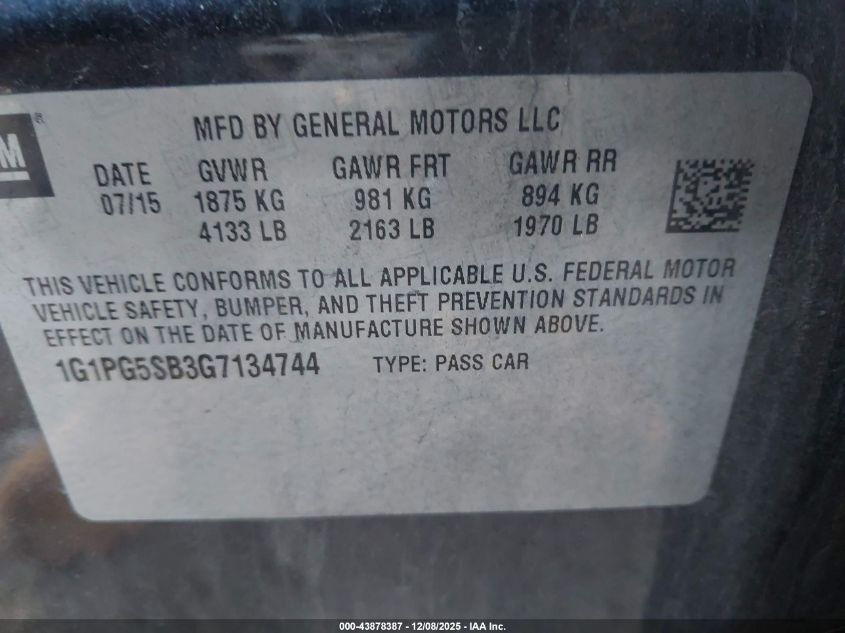 GM ®
MFD BY GENERAL MOTORS LLC
DATE GVWR GAWR FRT GAWR RR
07/15 1875 KG 981 KG 894 KG
4133 LB 2163 LB 1970 LB
THIS VEHICLE CONFORMS TO ALL APPLICABLE U.S. FEDERAL MOTOR
VEHICLE SAFETY, BUMPER, AND THEFT PREVENTION STANDARDS IN
EFFECT ON THE DATE OF MANUFACTURE SHOWN ABOVE.
1G1PG5SB3G7134744 TYPE: PASS CAR
000-43878387 - 12/08/2025 - IAA Inc.